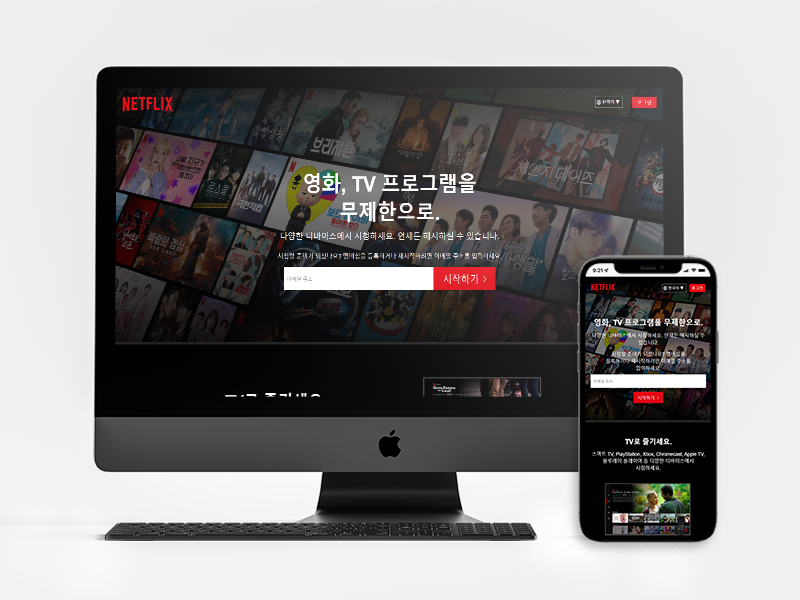 NETFLIX
한국어 ▼
로그인
브리저튼
체인지 데이즈
영화, TV 프로그램을
무제한으로.
다양한 디바이스에서 시청하세요. 언제든 해지하실 수 있습니다.
시청할 준비가 되셨나요? 멤버십을 등록하거나 재시작하려면 이메일 주소를 입력하세요.
이메일 주소
시작하기 >
TV로 즐기세요
9:21
NETFLIX
한국어 ▼
로그인
영화, TV 프로그램을 무제한으로.
다양한 디바이스에서 시청하세요. 언제든 해지하실 수
있습니다.
시청할 준비가 되셨나요? 멤버십을
등록하거나 재시작하려면 이메일 주소를
입력하세요.
이메일 주소
시작하기 >
TV로 즐기세요.
스마트 TV, PlayStation, Xbox, Chromecast, Apple TV,
블루레이 플레이어 등 다양한 디바이스에서
시청하세요.